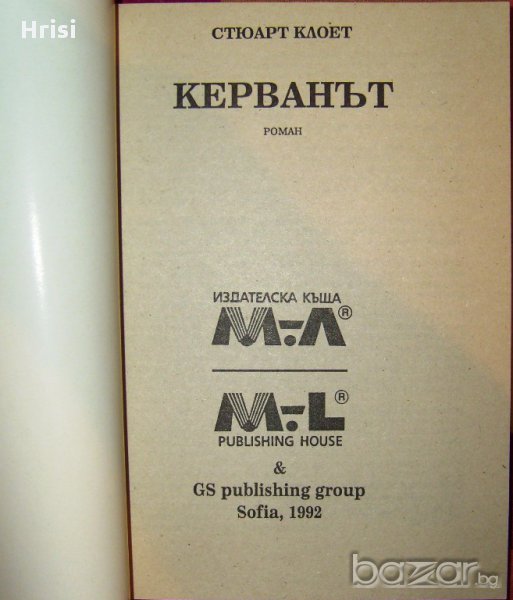 Hrisi
СТЮАРТ КЛОЕТ
КЕРВАНЪТ
РОМАН
ИЗДАТЕЛСКА КЪЩА
М-Л®
M-L®
PUBLISHING HOUSE
&
GS publishing group
Sofia, 1992
bazar.bg